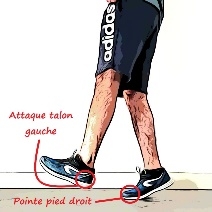 adidas
Attaque talon
gauche
Pointe pied droit